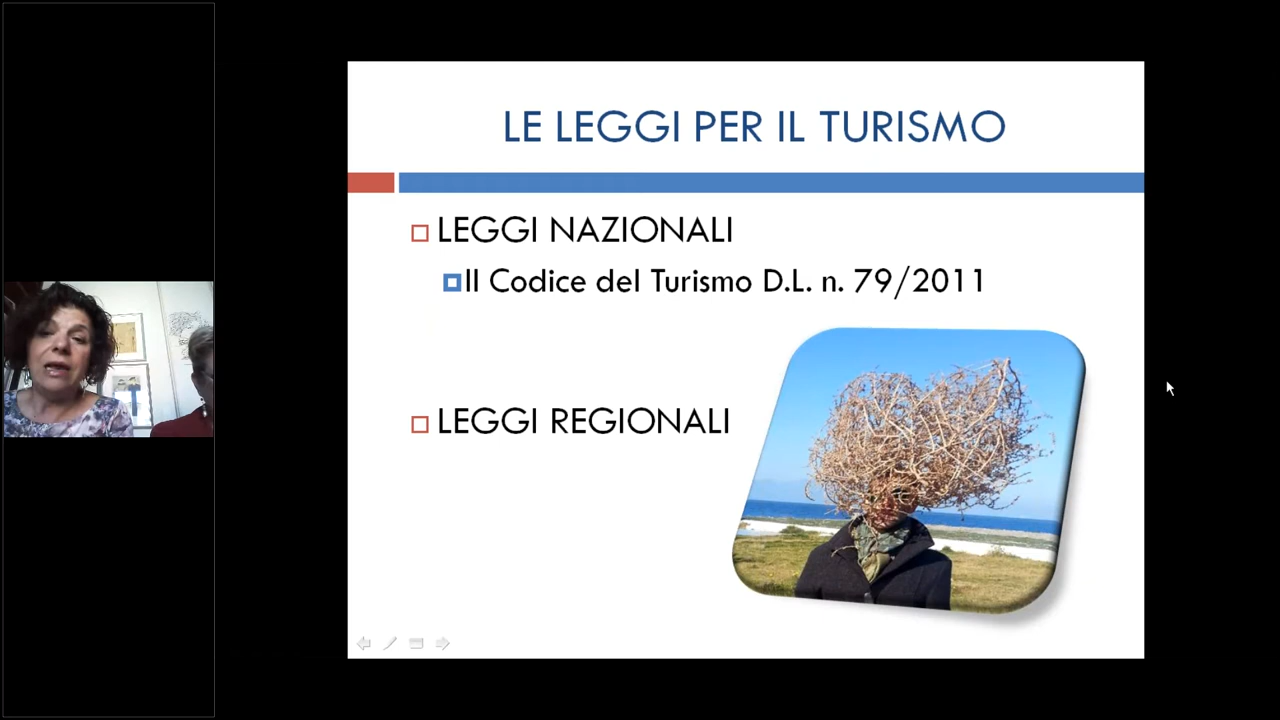 LE LEGGI PER IL TURISMO
LEGGI NAZIONALI
Il Codice del Turismo D.L. n. 79/2011
LEGGI REGIONALI